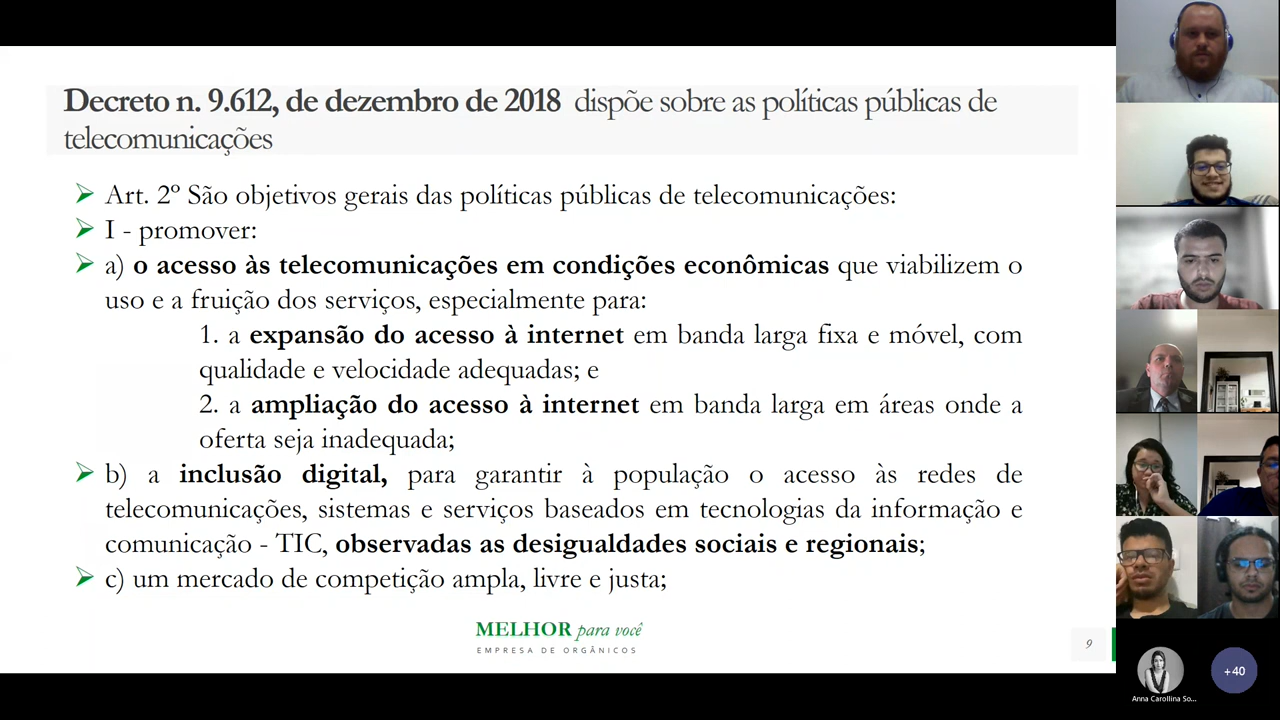 Decreto n. 9.612, de dezembro de 2018 dispõe sobre as políticas públicas de
telecomunicações
Art. 2º São objetivos gerais das políticas públicas de telecomunicações:
I - promover:
a) o acesso às telecomunicações em condições econômicas que viabilizem o
uso e a fruição dos serviços, especialmente para:
1. a expansão do acesso à internet em banda larga fixa e móvel, com
qualidade e velocidade adequadas; e
2. a ampliação do acesso à internet em banda larga em áreas onde a
oferta seja inadequada;
b) a inclusão digital, para garantir à população o acesso às redes de
telecomunicações, sistemas e serviços baseados em tecnologias da informação e
comunicação - TIC, observadas as desigualdades sociais e regionais;
c) um mercado de competição ampla, livre e justa;
MELHOR para você
EMPRESA DE ORGÂNICOS
9
Anna Carollina So...
+40